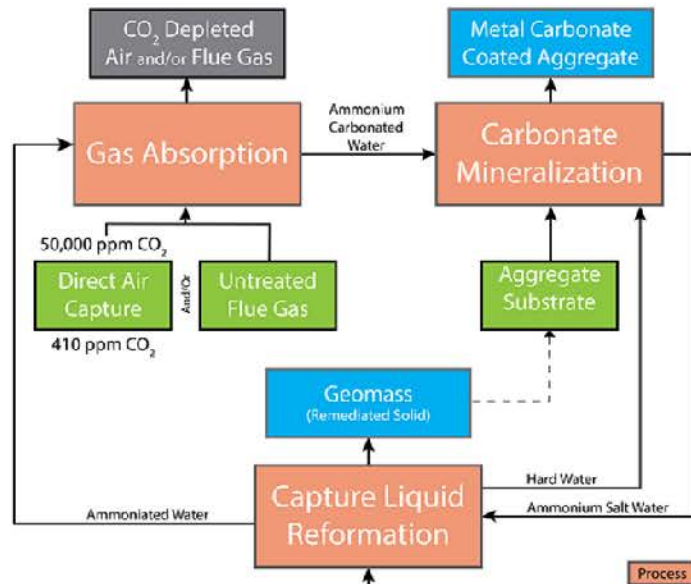 CO2 Depleted
Air and/or Flue Gas
Metal Carbonate
Coated Aggregate
Gas Absorption
Ammonium
Carbonated
Water
Carbonate
Mineralization
50,000 ppm CO2
Direct Air
Capture
And/Or
Untreated
Flue Gas
Aggregate
Substrate
410 ppm CO2
Geomass
(Remediated Solid)
Hard Water
Capture Liquid
Reformation
Ammoniated Water
Ammonium Salt Water
Process